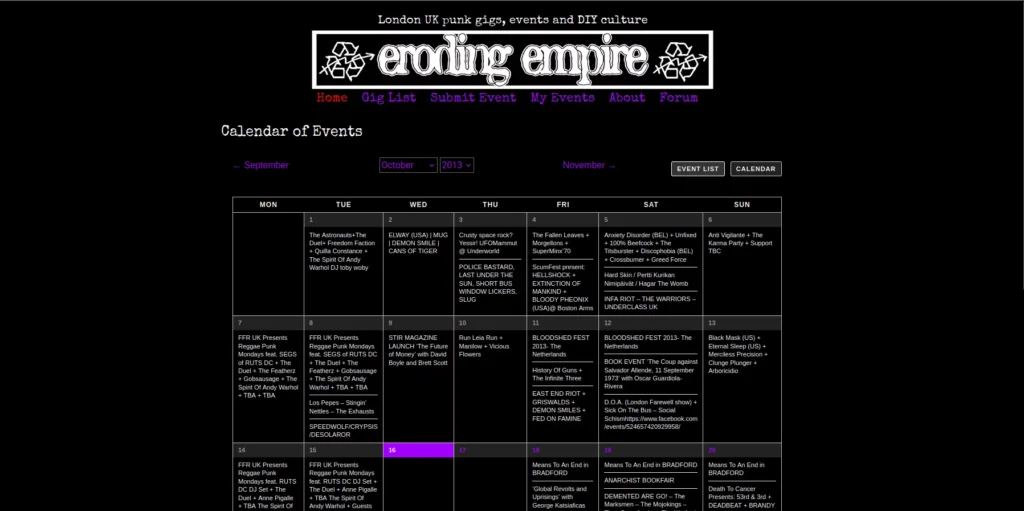 London UK punk gigs, events and DIY culture
eroding empire
Home Gig List Submit Event My Events About Forum
Calendar of Events
← September
October
2013
November →
EVENT LIST
CALENDAR
MON TUE WED THU FRI SAT SUN
1
The Astronauts+The
Duel+ Freedom Faction
+ Quilla Constance +
The Spirit Of Andy
Warhol DJ toby woby
2
ELWAY (USA) | MUG
| DEMON SMILE |
CANS OF TIGER
3
Crusty space rock?
Yessir! UFOMammut
@ Underworld
POLICE BASTARD,
LAST UNDER THE
SUN, SHORT BUS
WINDOW LICKERS,
SLUG
4
The Fallen Leaves +
Morgellons +
SuperMinx'70
ScumFest present:
HELLSHOCK +
EXTINCTION OF
MANKIND +
BLOODY PHEONIX
(USA)@ Boston Arms
5
Anxiety Disorder (BEL) + Unfixed
+ 100% Beefcock + The
Titsburster + Discophobia (BEL)
+ Crossburner + Greed Force
Hard Skin / Pertti Kurikan
Nimipäivät / Hagar The Womb
INFA RIOT – THE WARRIORS –
UNDERCLASS UK
6
Anti Vigilante + The
Karma Party + Support
TBC
7
FFR UK Presents
Reggae Punk
Mondays feat. SEGS
of RUTS DC + The
Duel + The Featherz
+ Gobsausage + The
Spirit Of Andy Warhol
+ TBA + TBA
8
FFR UK Presents
Reggae Punk Mondays
feat. SEGS of RUTS DC
+ The Duel + The
Featherz + Gobsausage
+ The Spirit Of Andy
Warhol + TBA + TBA
Los Pepes – Stingin'
Nettles – The Exhausts
SPEEDWOLF/CRYPSIS
/DESOLAROR
9
STIR MAGAZINE
LAUNCH 'The Future
of Money' with David
Boyle and Brett Scott
10
Run Leia Run +
Manilow + Vicious
Flowers
11
BLOODSHED FEST
2013- The
Netherlands
History Of Guns +
The Infinite Three
EAST END RIOT +
GRISWALDS +
DEMON SMILES +
FED ON FAMINE
12
BLOODSHED FEST 2013- The
Netherlands
BOOK EVENT 'The Coup against
Salvador Allende, 11 September
1973' with Oscar Guardiola-
Rivera
D.O.A. (London Farewell show) +
Sick On The Bus – Social
Schismhttps://www.facebook.com
/events/524657420929958/
13
Black Mask (US) +
Eternal Sleep (US) +
Merciless Precision +
Clunge Plunger +
Arboricidio
14
FFR UK Presents
Reggae Punk
Mondays feat. RUTS
DC DJ Set + The
Duel + Anne Pigalle
+ TBA The Spirit Of
15
FFR UK Presents
Reggae Punk Mondays
feat. RUTS DC DJ Set +
The Duel + Anne Pigalle
+ TBA The Spirit Of
Andy Warhol + Guests
16
17
18
Means To An End in
BRADFORD
'Global Revolts and
Uprisings' with
George Katsiaficas
19
Means To An End in BRADFORD
ANARCHIST BOOKFAIR
DEMENTED ARE GO! – The
Marksmen – The Mojokings –
20
Means To An End in
BRADFORD
Death To Cancer
Presents: 53rd & 3rd +
DEADBEAT + BRANDY